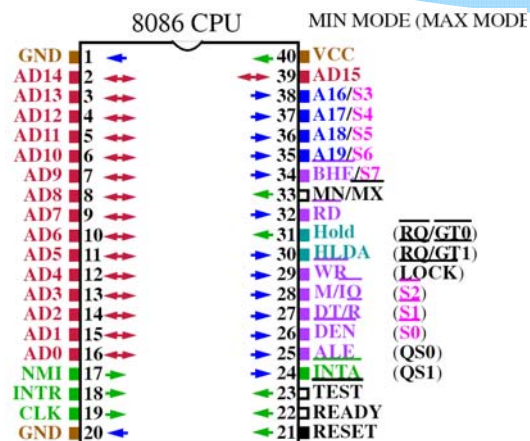 8086 CPU MIN MODE (MAX MODE
GND 1 40 VCC
AD14 2 39 AD15
AD13 3 38 A16/S3
AD12 4 37 A17/S4
AD11 5 36 A18/S5
AD10 6 35 A19/S6
AD9 7 34 BHE/S7
AD8 8 33 MN/MX
AD7 9 32 RD
AD6 10 31 Hold (RQ/GT0)
AD5 11 30 HLDA (RQ/GT1)
AD4 12 29 WR (LOCK)
AD3 13 28 M/IO (S2)
AD2 14 27 DT/R (S1)
AD1 15 26 DEN (S0)
AD0 16 25 ALE (QS0)
NMI 17 24 INTA (QS1)
INTR 18 23 TEST
CLK 19 22 READY
GND 20 21 RESET